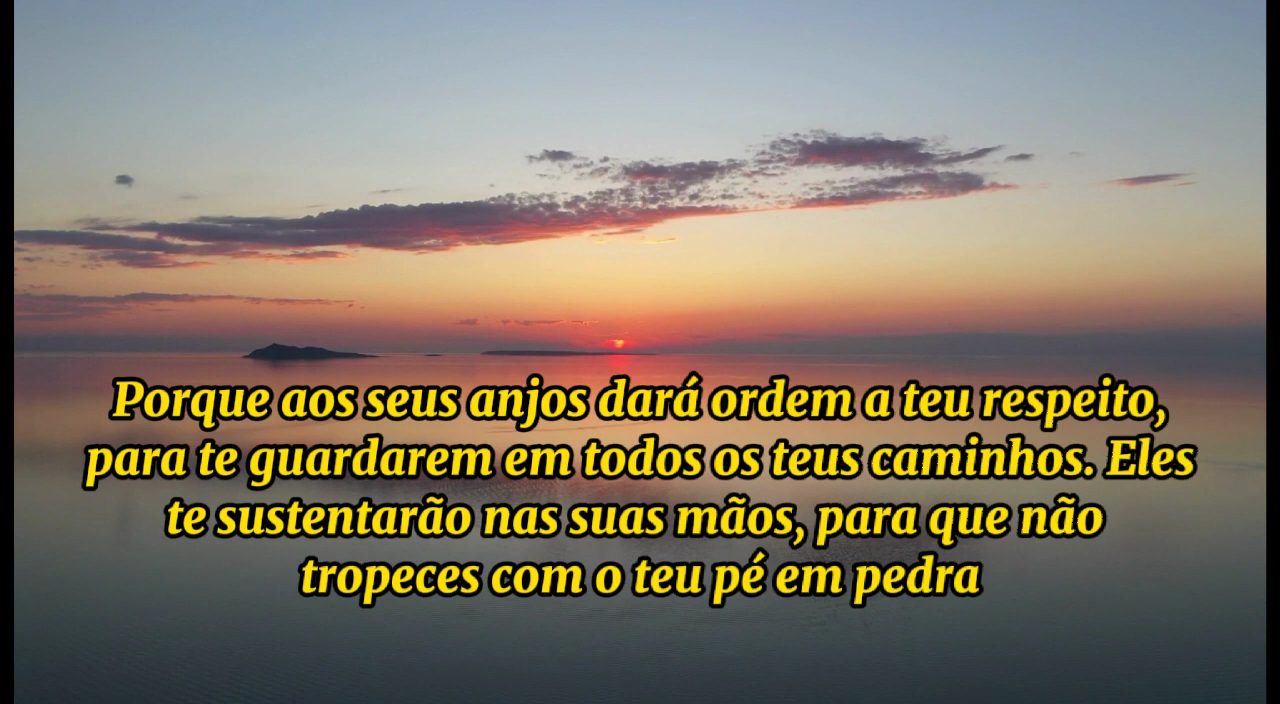 Porque aos seus anjos dará ordem a teu respeito,
para te guardarem em todos os teus caminhos. Eles
te sustentarão nas suas mãos, para que não
tropeces com o teu pé em pedra